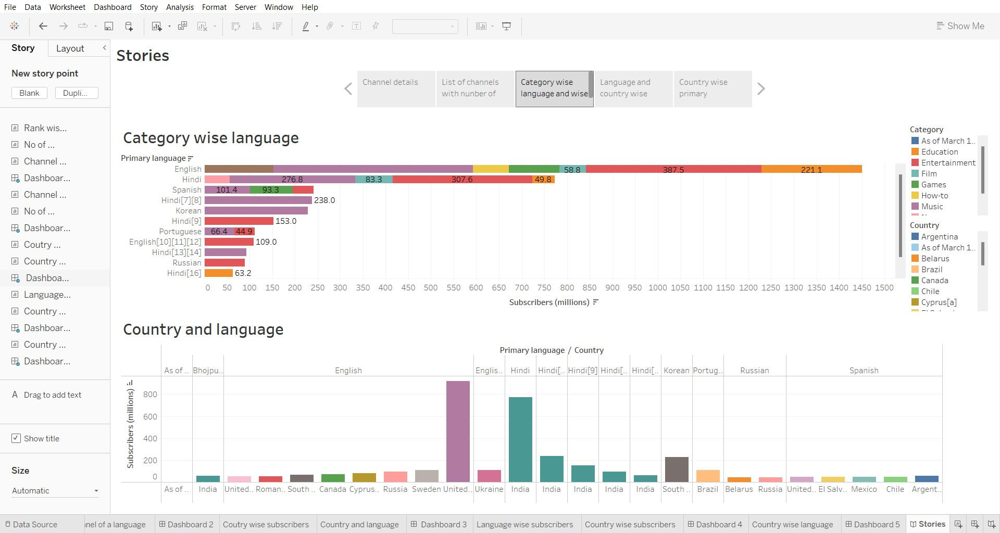 File Data Worksheet Dashboard Story Analysis Format Server Window Help
Show Me
Story Layout
New story point
Blank Dupli...
Rank wis...
No of ...
Channel ...
Dashboar...
Channel ...
No of ...
Dashboar...
Coutry ...
Country ...
Dashboa...
Language...
Country ...
Dashboar...
Country ...
Dashboar...
A Drag to add text
Show title
Size
Automatic
Stories
Channel details
List of channels
with nunber of
Category wise
language and wise
Language and
country wise
Country wise
primary
Category wise language
Primary language
English 58.8 387.5 221.1
Hindi 276.8 83.3 307.6 49.8
Spanish 101.4 93.3
Hindi[7][8] 238.0
Korean
Hindi[9] 153.0
Portuguese 66.4 44.9
English[10][11][12] 109.0
Hindi[13][14]
Russian
Hindi[16] 63.2
0 50 100 150 200 250 300 350 400 450 500 550 600 650 700 750 800 850 900 950 1000 1050 1100 1150 1200 1250 1300 1350 1400 1450 1500
Subscribers (millions)
Category
As of March 1..
Education
Entertainment
Film
Games
How-to
Music
Country
Argentina
As of March 1..
Belarus
Brazil
Canada
Chile
Cyprus[a]
Country and language
Primary language / Country
As of .. Bhojpu.. English Englis.. Hindi Hindi[.. Hindi[9] Hindi[.. Hindi[.. Korean Portug.. Russian Spanish
Subscribers (millions)
800
600
400
200
0
As of .. India United.. Roman.. South .. Canada Cyprus.. Russia Sweden United.. Ukraine India India India India India South .. Brazil Belarus Russia United.. El Salv.. Mexico Chile Argent..
Data Source nel of a language Dashboard 2 Coutry wise subscribers Country and language Dashboard 3 Language wise subscribers Country wise subscribers Dashboard 4 Country wise language Dashboard 5 Stories